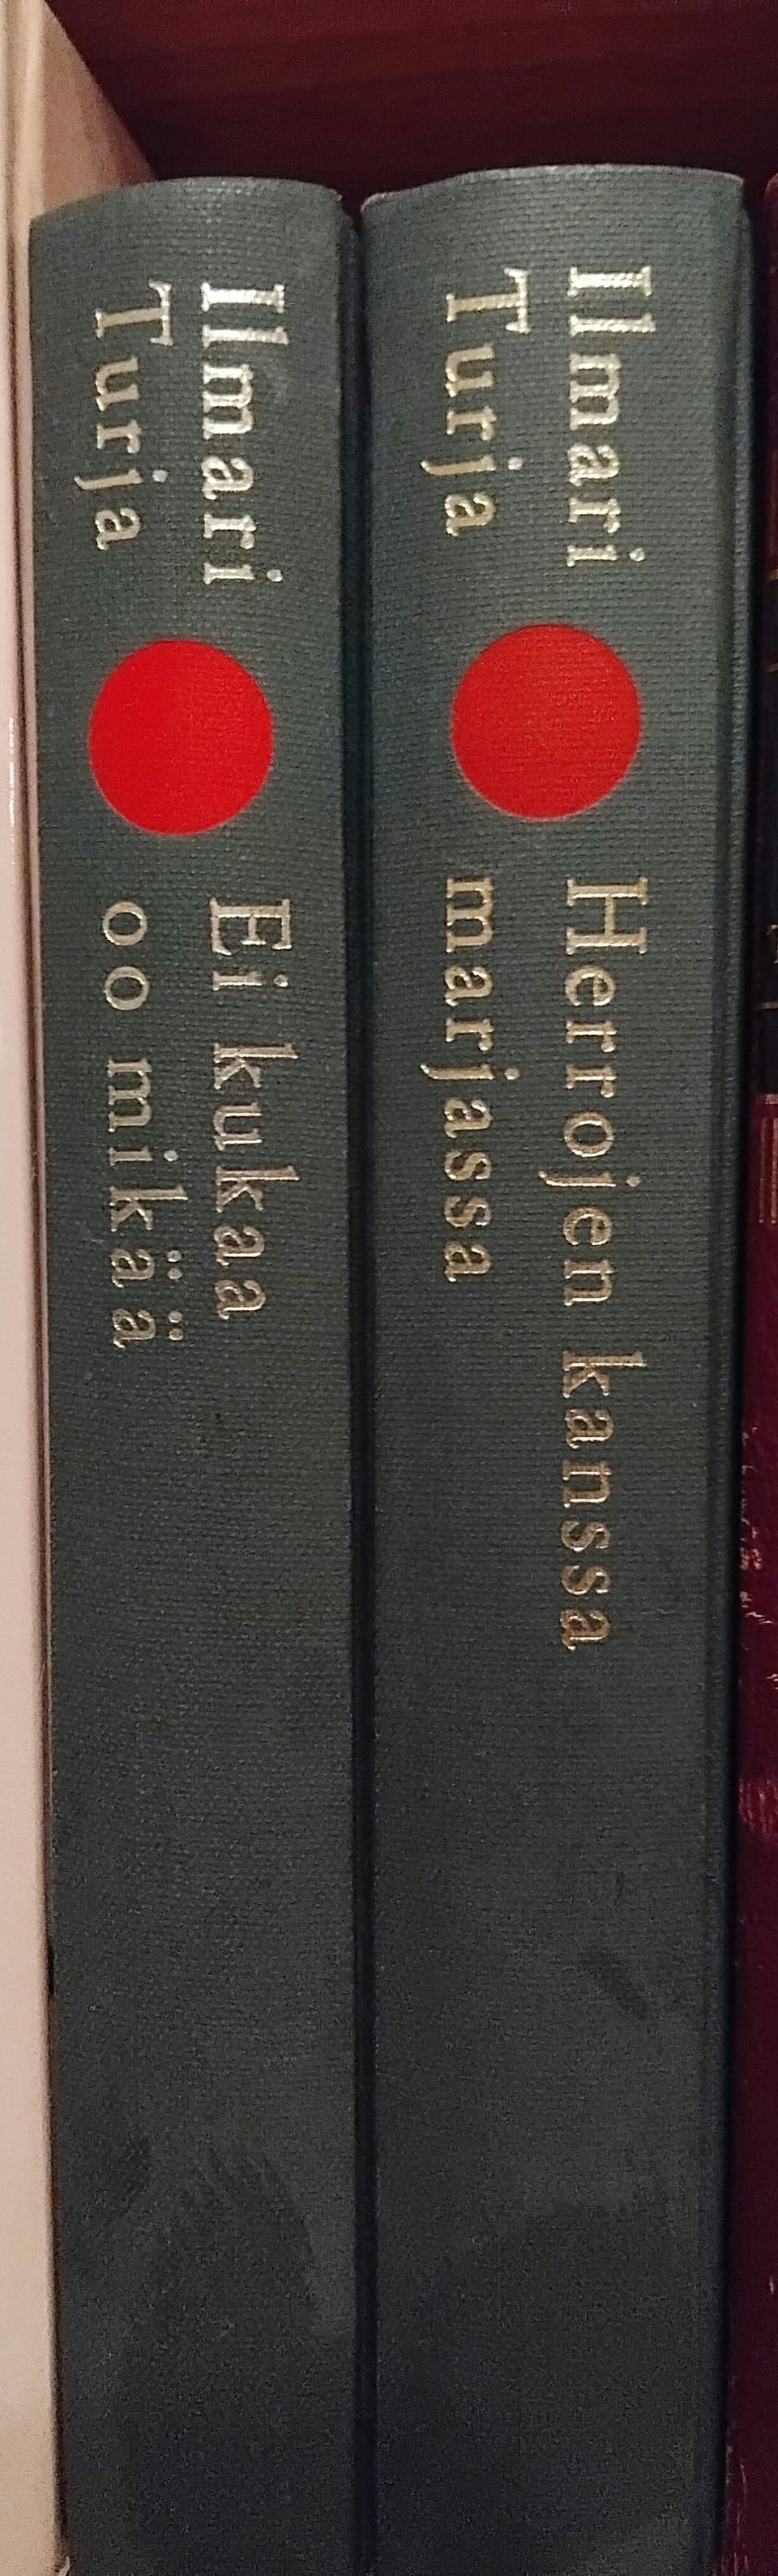 Ilmari
Turja
Ei kukaa
oo mikää
Ilmari
Turja
Herrojen kanssa
marjassa